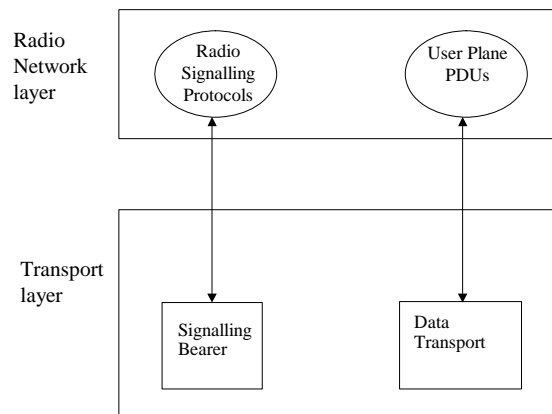 Radio
Network
layer
Radio
Signalling
Protocols
User Plane
PDUs
Transport
layer
Signalling
Bearer
Data
Transport